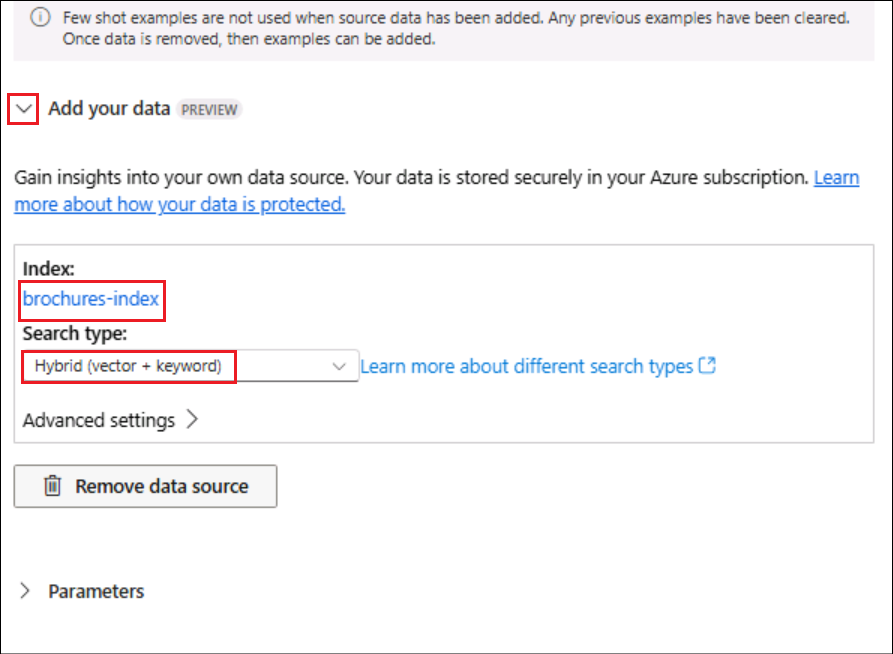 Few shot examples are not used when source data has been added. Any previous examples have been cleared.
Once data is removed, then examples can be added.
Add your data PREVIEW
Gain insights into your own data source. Your data is stored securely in your Azure subscription. Learn
more about how your data is protected.
Index:
brochures-index
Search type:
Hybrid (vector + keyword) Learn more about different search types
Advanced settings
Remove data source
Parameters